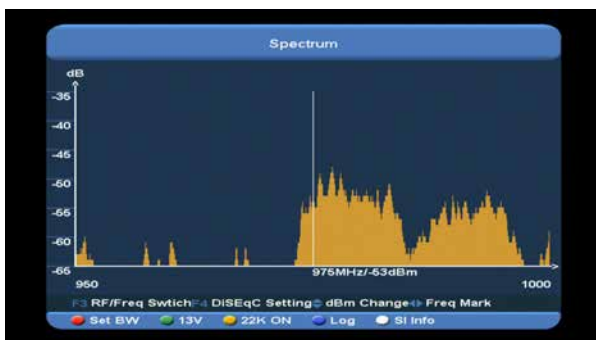 Spectrum
dB
-35
-40
-45
-50
-55
-60
-65
975MHz/-53dBm
950
1000
F3 RF/Freq Swtich F4 DiSEqC Setting dBm Change Freq Mark
Set BW 13V 22K ON Log SI Info